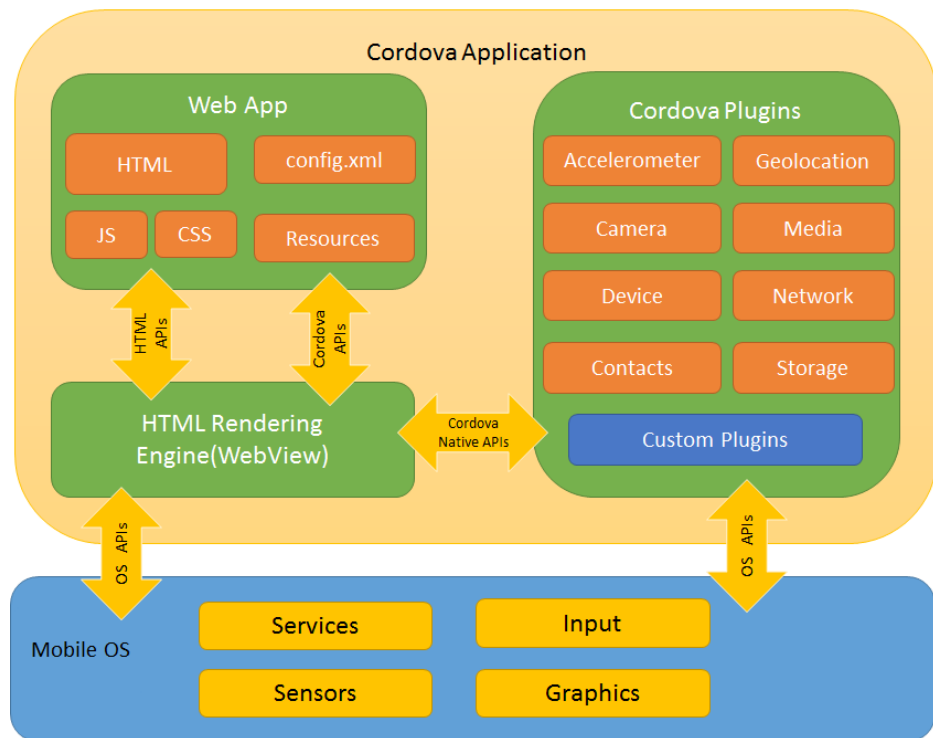 Cordova Application
Web App
HTML
config.xml
JS
CSS
Resources
HTML
APIs
Cordova
APIs
HTML Rendering
Engine(WebView)
Cordova
Native APIs
Cordova Plugins
Accelerometer
Geolocation
Camera
Media
Device
Network
Contacts
Storage
Custom Plugins
OS APIs
OS APIs
Mobile OS
Services
Input
Sensors
Graphics